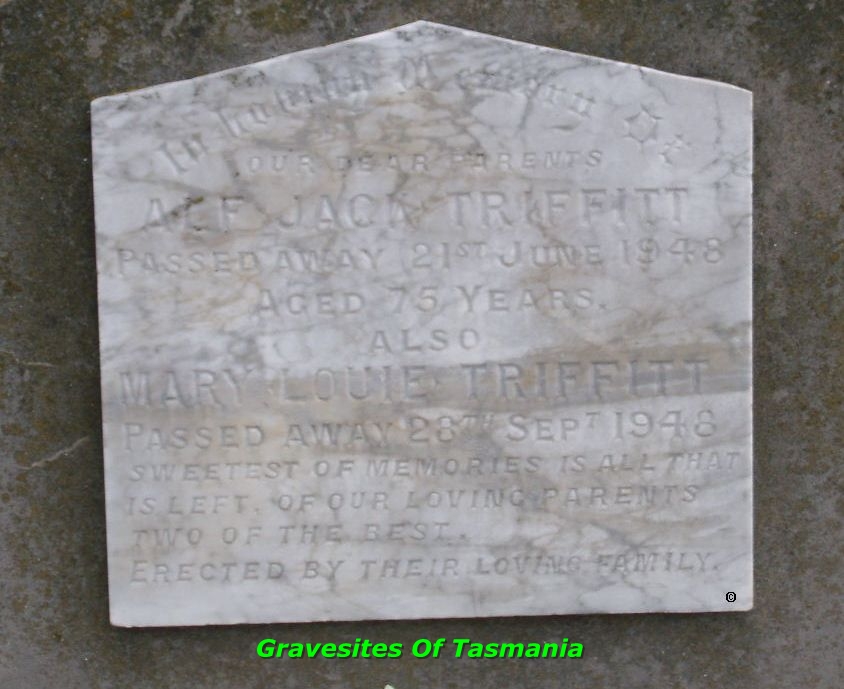 In Loving Memory Of
OUR DEAR PARENTS
ALF JACK TRIFFITT
PASSED AWAY 21ST JUNE 1948
AGED 75 YEARS.
ALSO
MARY LOUIE TRIFFITT
PASSED AWAY 28TH SEPT 1948
SWEETEST OF MEMORIES IS ALL THAT
IS LEFT, OF OUR LOVING PARENTS
TWO OF THE BEST.
ERECTED BY THEIR LOVING FAMILY.
©
Gravesites Of Tasmania